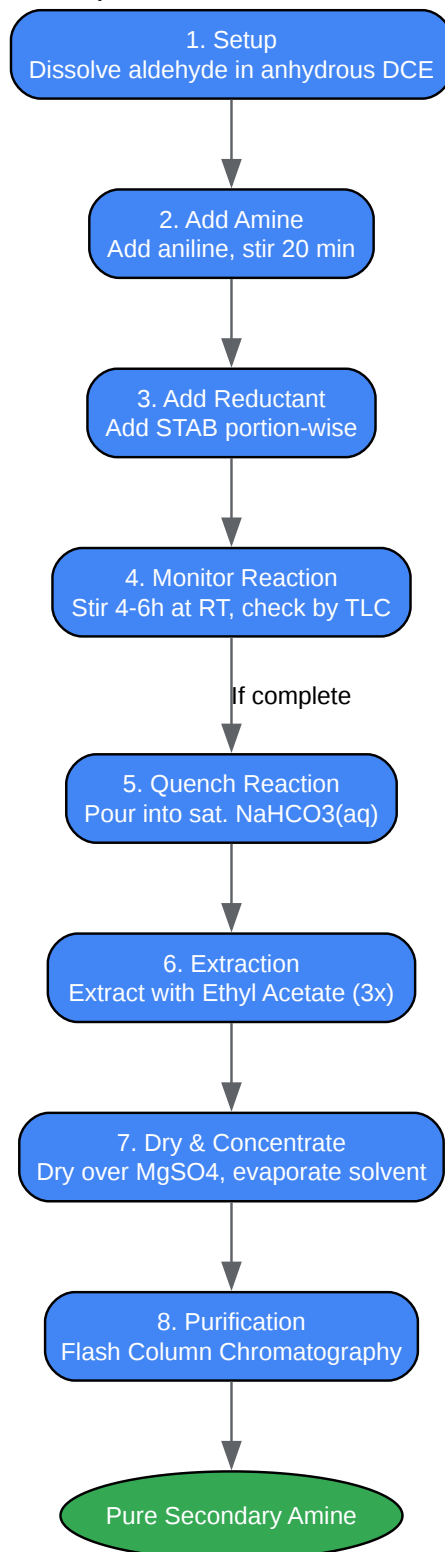 1. Setup
Dissolve aldehyde in anhydrous DCE
2. Add Amine
Add aniline, stir 20 min
3. Add Reductant
Add STAB portion-wise
4. Monitor Reaction
Stir 4-6h at RT, check by TLC
If complete
5. Quench Reaction
Pour into sat. NaHCO3(aq)
6. Extraction
Extract with Ethyl Acetate (3x)
7. Dry & Concentrate
Dry over MgSO4, evaporate solvent
8. Purification
Flash Column Chromatography
Pure Secondary Amine